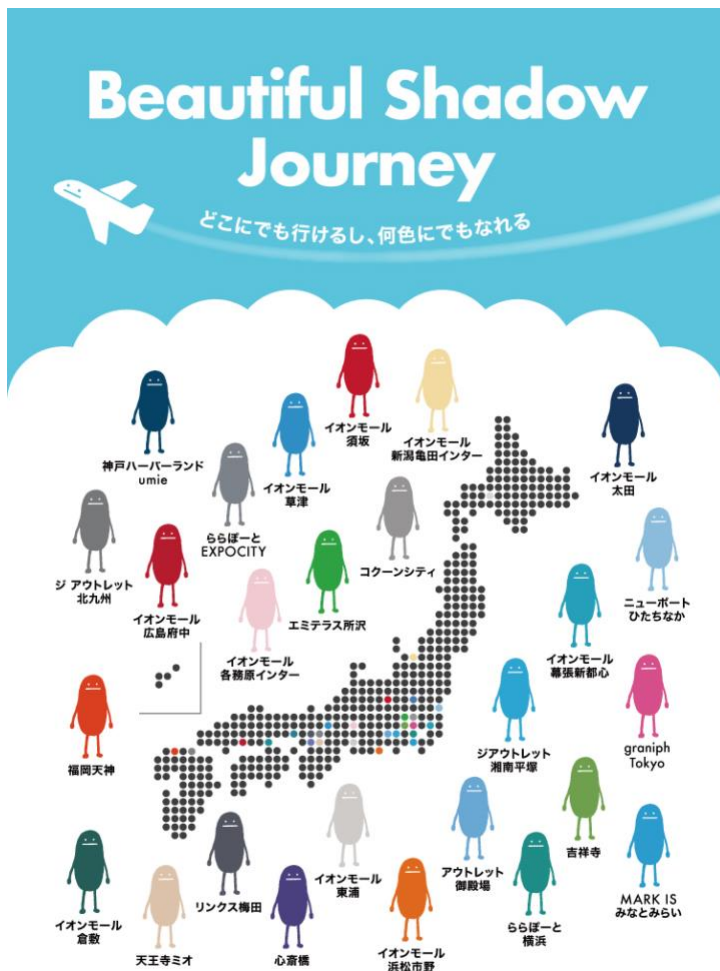 Beautiful Shadow
Journey
どこにでも行けるし、何色にでもなれる
イオンモール
須坂
イオンモール
新潟亀田インター
神戸ハーバーランド
umie
イオンモール
草津
イオンモール
太田
ららぽーと
EXPOCITY
コクーンシティ
ジ アウトレット
北九州
イオンモール
広島府中
エミテラス所沢
ニューポート
ひたちなか
イオンモール
各務原インター
イオンモール
幕張新都心
福岡天神
ジアウトレット
湘南平塚
graniph
Tokyo
吉祥寺
イオンモール
東浦
アウトレット
御殿場
リンクス梅田
イオンモール
倉敷
MARK IS
みなとみらい
ららぽーと
横浜
天王寺ミオ
心斎橋
イオンモール
浜松市野